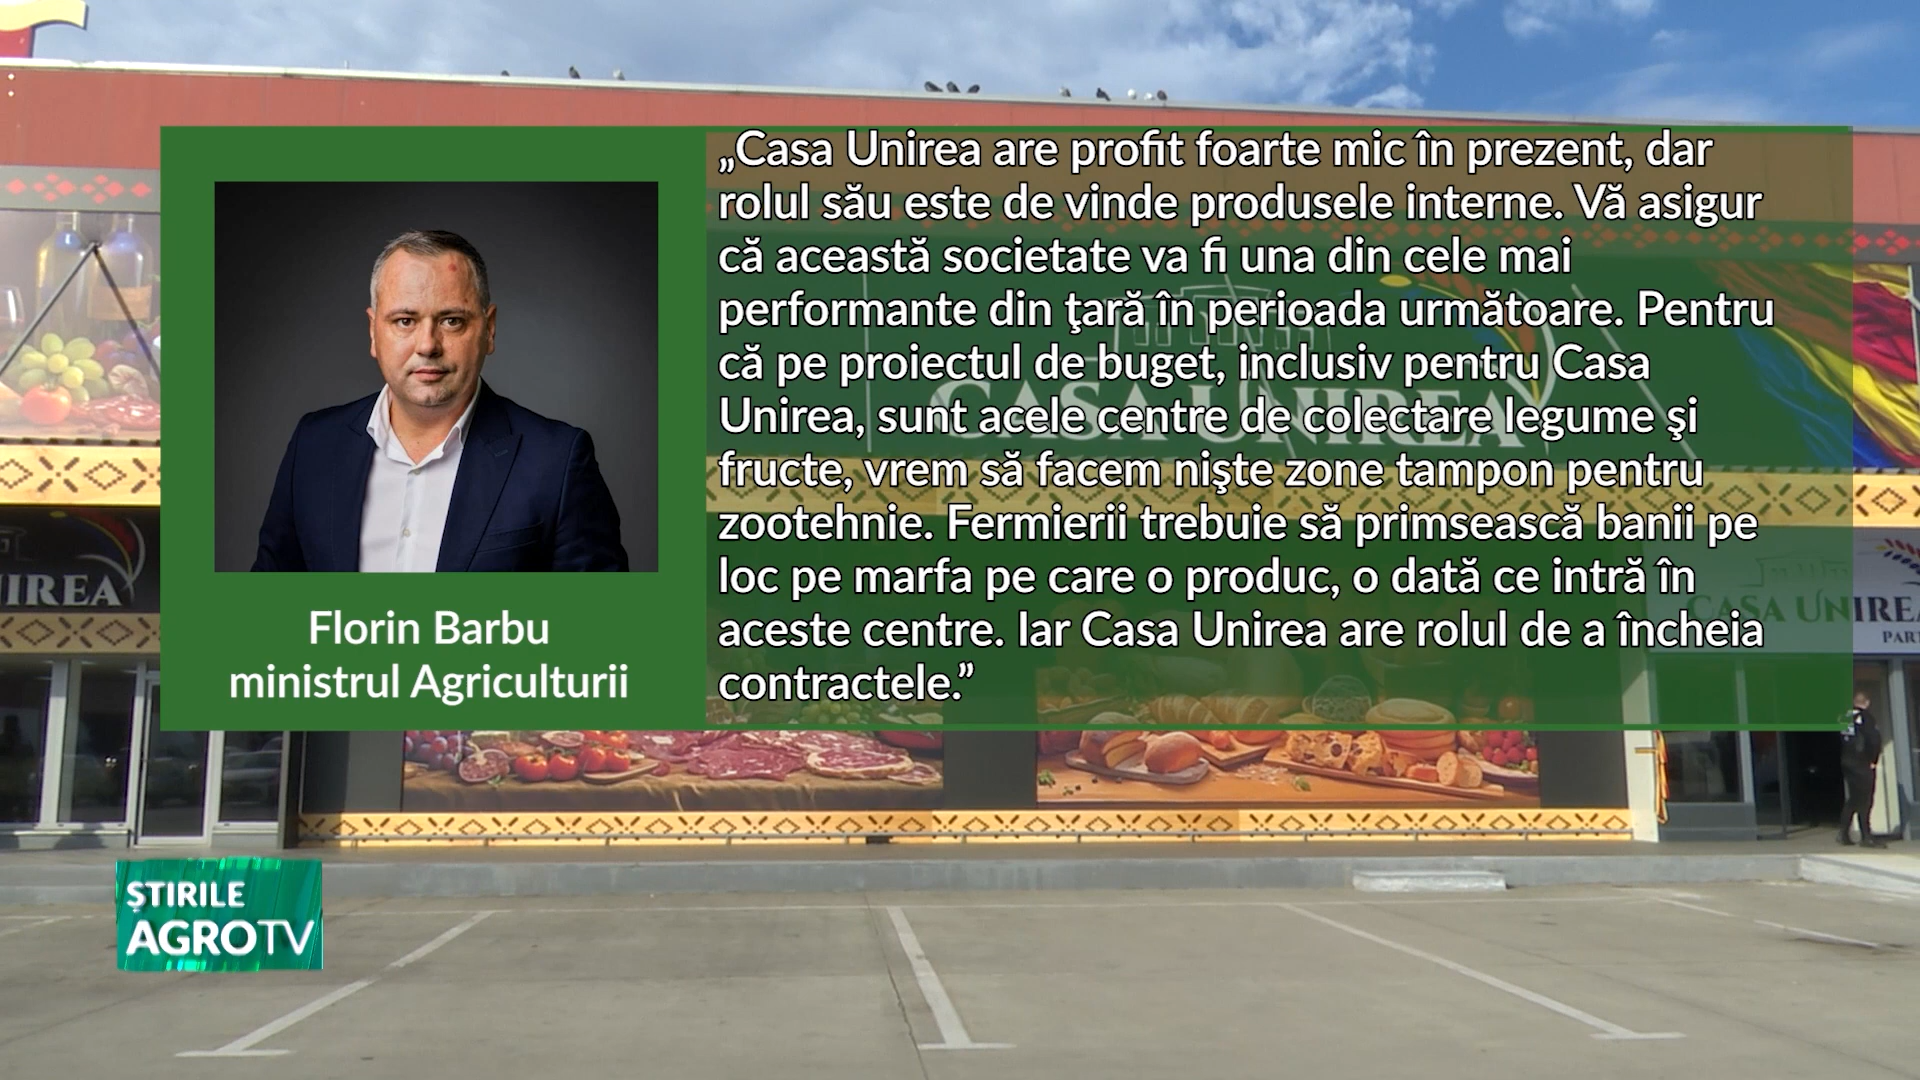 „Casa Unirea are profit foarte mic în prezent, dar
rolul său este de vinde produsele interne. Vă asigur
că această societate va fi una din cele mai
performante din ţară în perioada următoare. Pentru
că pe proiectul de buget, inclusiv pentru Casa
Unirea, sunt acele centre de colectare legume şi
fructe, vrem să facem nişte zone tampon pentru
zootehnie. Fermierii trebuie să primsească banii pe
loc pe marfa pe care o produc, o dată ce intră în
aceste centre. Iar Casa Unirea are rolul de a încheia
contractele.”
Florin Barbu
ministrul Agriculturii
CASA UNIREA
CASA UNIREA
ȘTIRILE
AGROTV